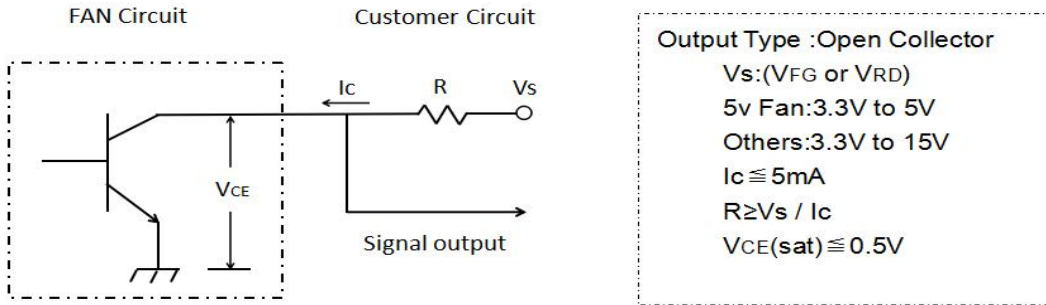 FAN Circuit
Customer Circuit
Ic
R
Vs
VCE
Signal output
Output Type :Open Collector
Vs:(VFG or VRD)
5v Fan:3.3V to 5V
Others:3.3V to 15V
Ic≦5mA
R≥Vs / Ic
VCE(sat)≦0.5V